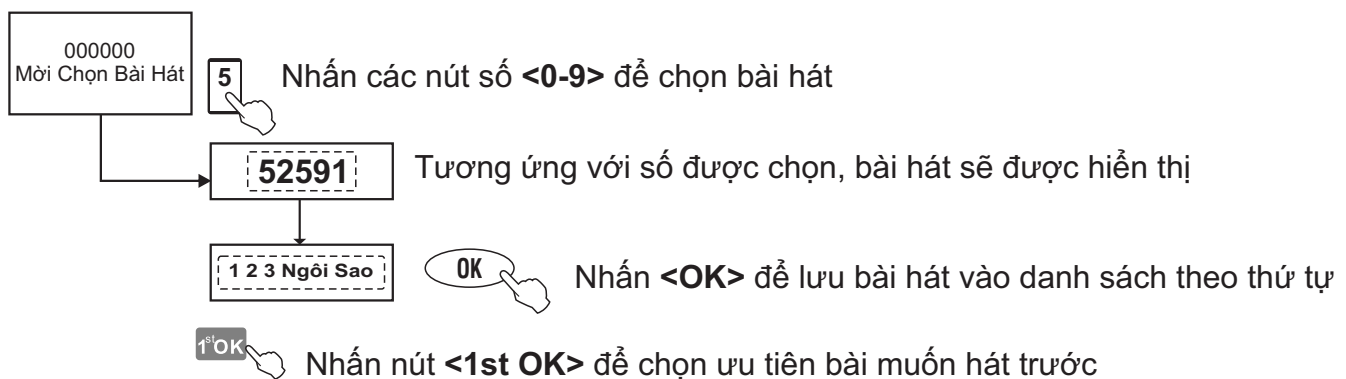 000000
Mời Chọn Bài Hát
5 Nhấn các nút số <0-9> để chọn bài hát
52591 Tương ứng với số được chọn, bài hát sẽ được hiển thị
1 2 3 Ngôi Sao OK Nhấn <OK> để lưu bài hát vào danh sách theo thứ tự
1st OK Nhấn nút <1st OK> để chọn ưu tiên bài muốn hát trước